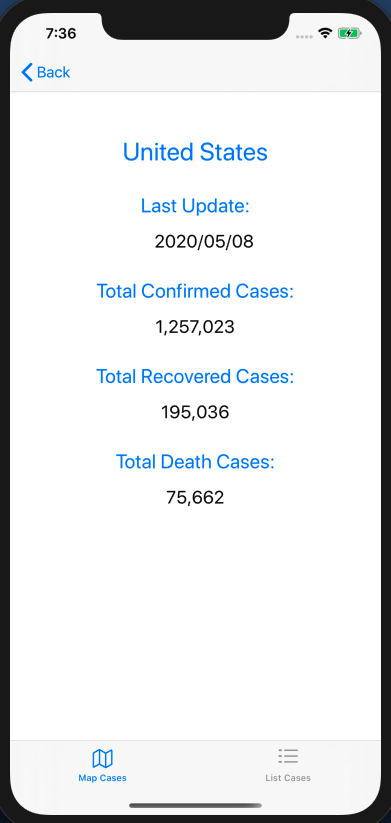 7:36
Back
United States
Last Update:
2020/05/08
Total Confirmed Cases:
1,257,023
Total Recovered Cases:
195,036
Total Death Cases:
75,662
Map Cases
List Cases